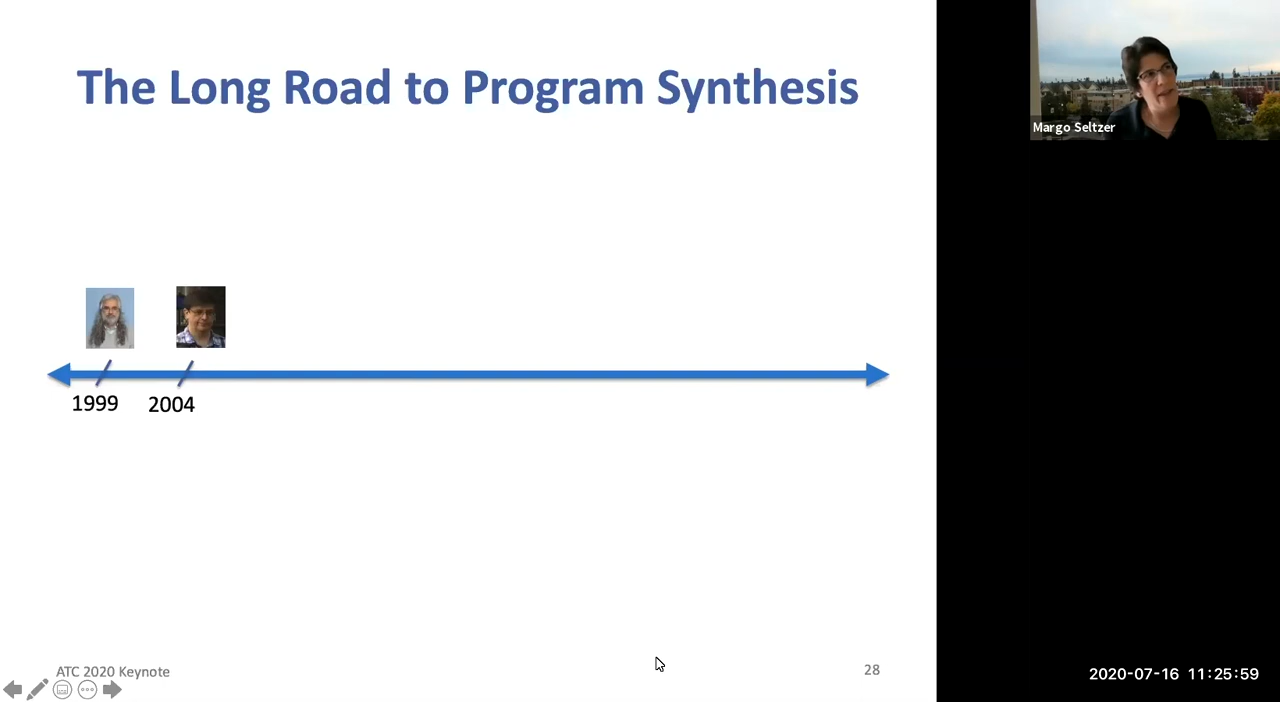 The Long Road to Program Synthesis
Margo Seltzer
1999
2004
ATC 2020 Keynote
28
2020-07-16 11:25:59